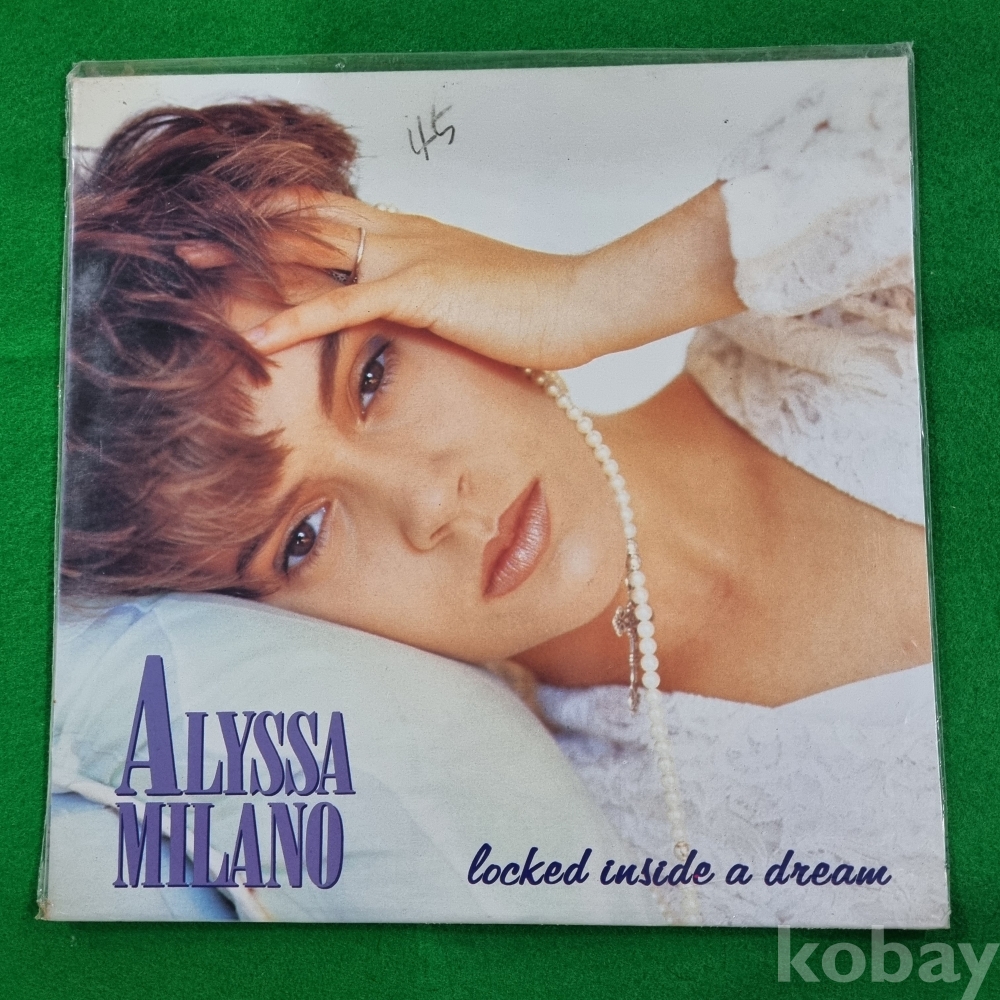 45
ALYSSA
MILANO
locked inside a dream
kobay